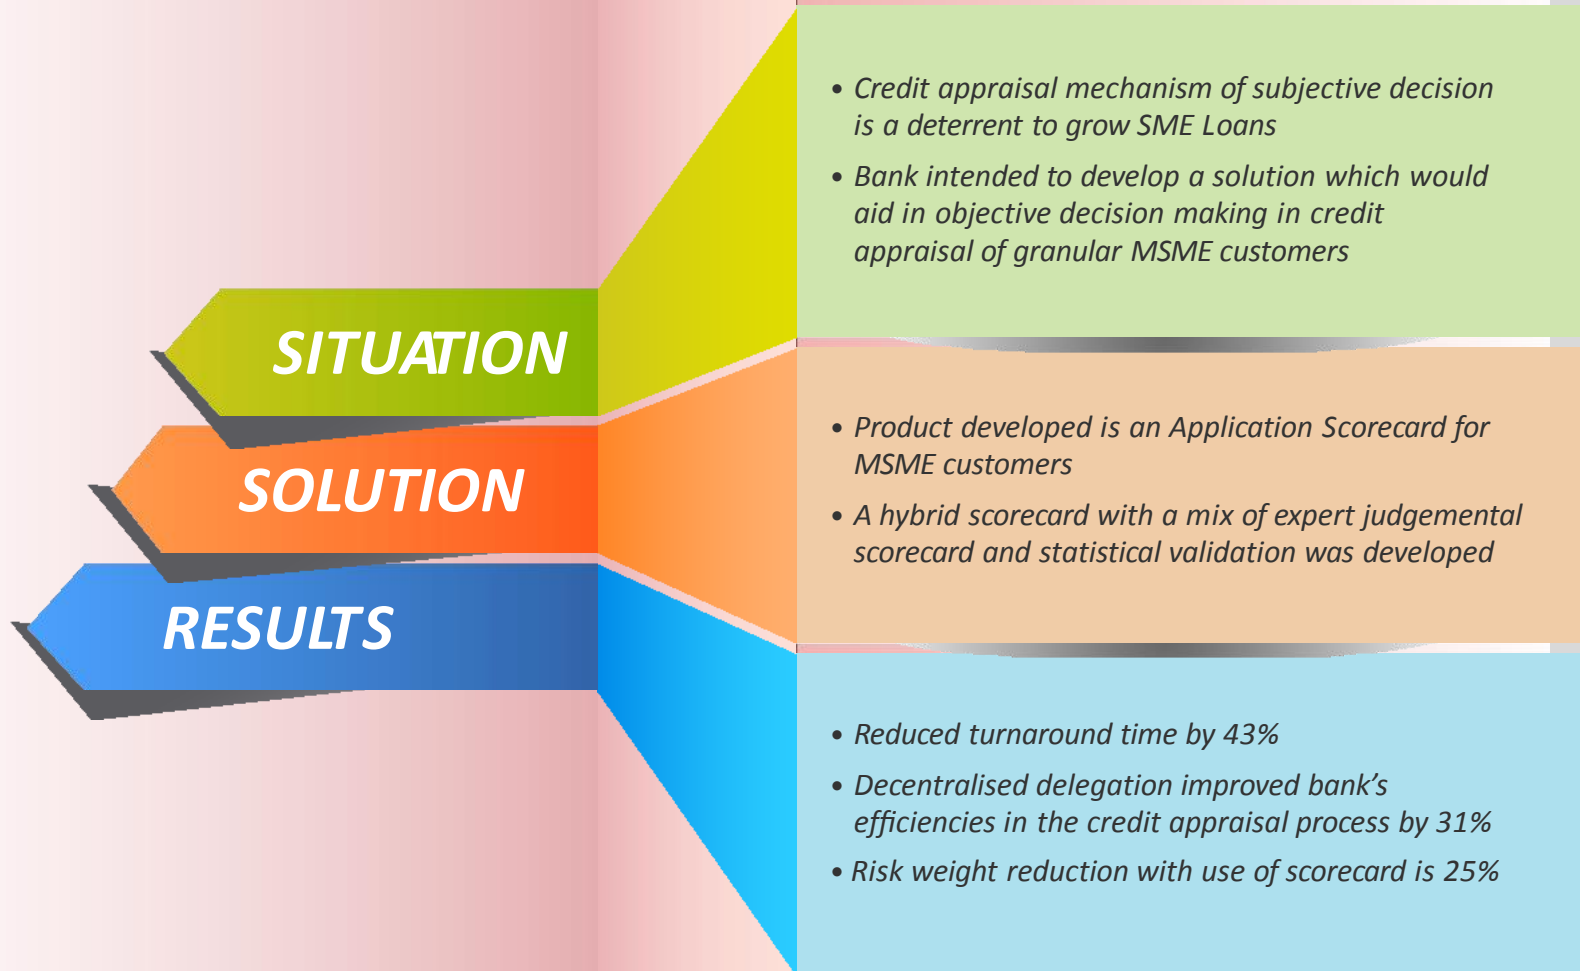 SITUATION
• Credit appraisal mechanism of subjective decision
is a deterrent to grow SME Loans
• Bank intended to develop a solution which would
aid in objective decision making in credit
appraisal of granular MSME customers
SOLUTION
• Product developed is an Application Scorecard for
MSME customers
• A hybrid scorecard with a mix of expert judgemental
scorecard and statistical validation was developed
RESULTS
• Reduced turnaround time by 43%
• Decentralised delegation improved bank’s
efficiencies in the credit appraisal process by 31%
• Risk weight reduction with use of scorecard is 25%